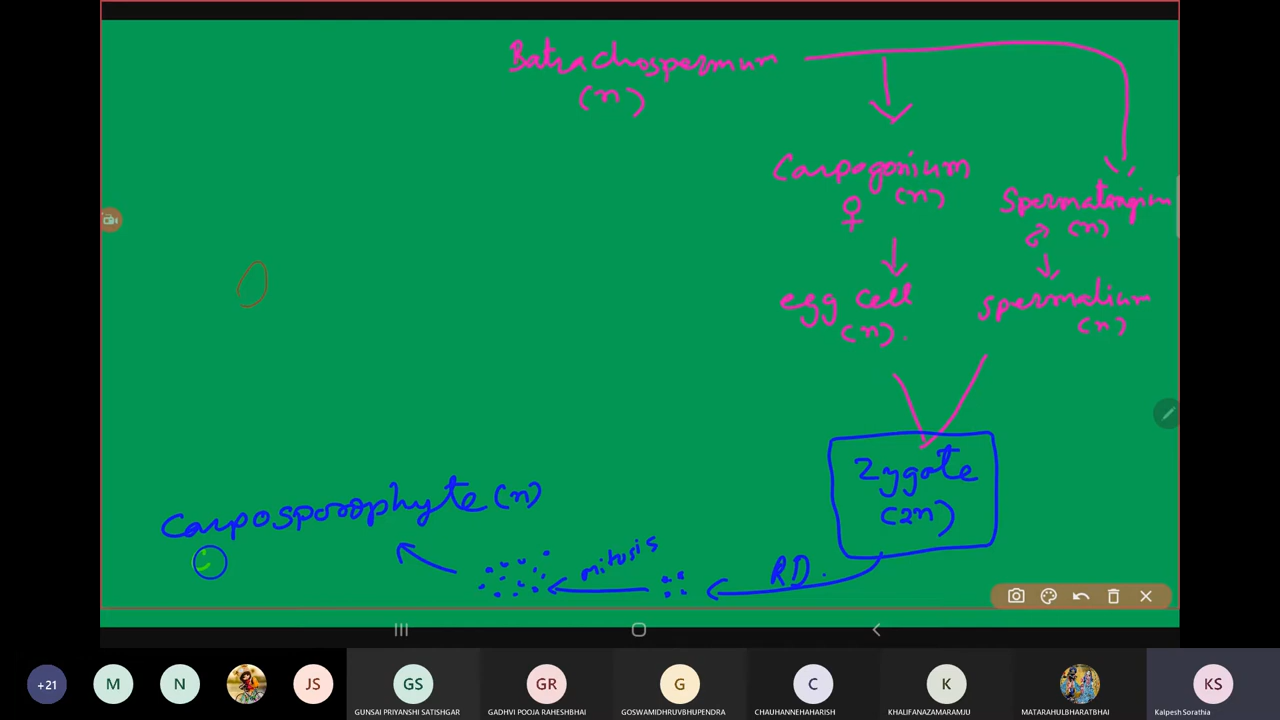 Batrachospermum
(n)
Carpogonium
(n)
♀
Spermatangium
♂ (n)
egg cell
(n).
spermatium
(n)
Zygote
(2n)
RD.
mitosis
Carposporophyte (n)
+21
M
N
JS
GS
GUNSAI PRIYANSHI SATISHGAR
GR
GADHVI POOJA RAHESHBHAI
G
GOSWAMIDHRUVBHUPENDRA
C
CHAUHANNEHAHARISH
K
KHALIFANAZAMARAMJU
MATARAHULBHARATBHAI
KS
Kalpesh Sorathia